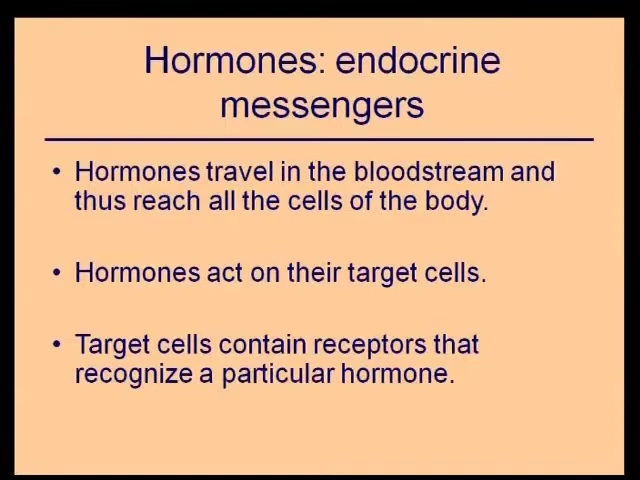 Hormones: endocrine
messengers
• Hormones travel in the bloodstream and
thus reach all the cells of the body.
• Hormones act on their target cells.
• Target cells contain receptors that
recognize a particular hormone.